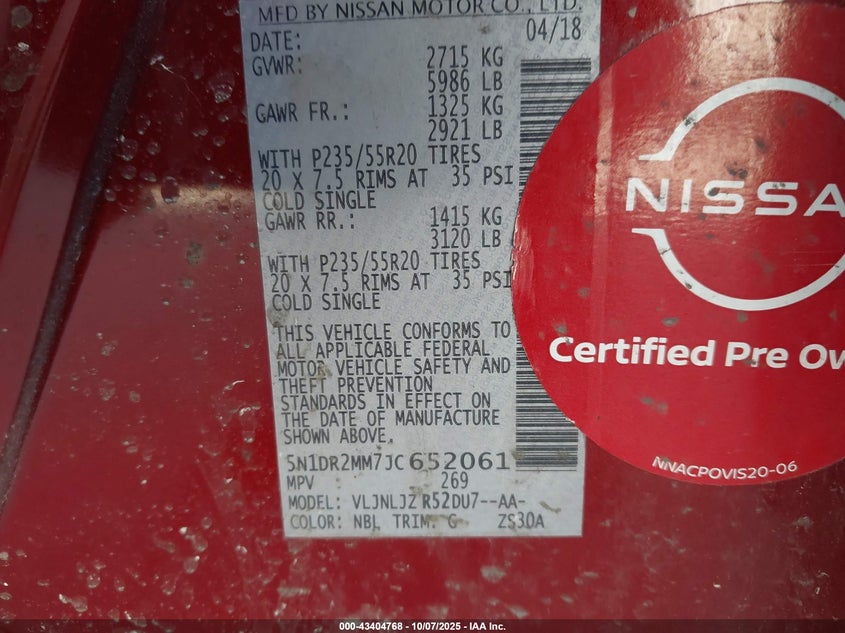 MFD BY NISSAN MOTOR CO., LTD.
DATE: 04/18
GVWR: 2715 KG
5986 LB
GAWR FR.: 1325 KG
2921 LB
WITH P235/55R20 TIRES
20 X 7.5 RIMS AT 35 PSI
COLD SINGLE
GAWR RR.: 1415 KG
3120 LB
WITH P235/55R20 TIRES
20 X 7.5 RIMS AT 35 PSI
COLD SINGLE
THIS VEHICLE CONFORMS TO
ALL APPLICABLE FEDERAL
MOTOR VEHICLE SAFETY AND
THEFT PREVENTION
STANDARDS IN EFFECT ON
THE DATE OF MANUFACTURE
SHOWN ABOVE.
5N1DR2MM7JC652061
MPV 269
MODEL: VLJNLJZ R52DU7--AA-
COLOR: NBL TRIM. G ZS30A
NISSA
Certified Pre Ow
NNACPOVIS20-06
000-43404768 - 10/07/2025 - IAA Inc.